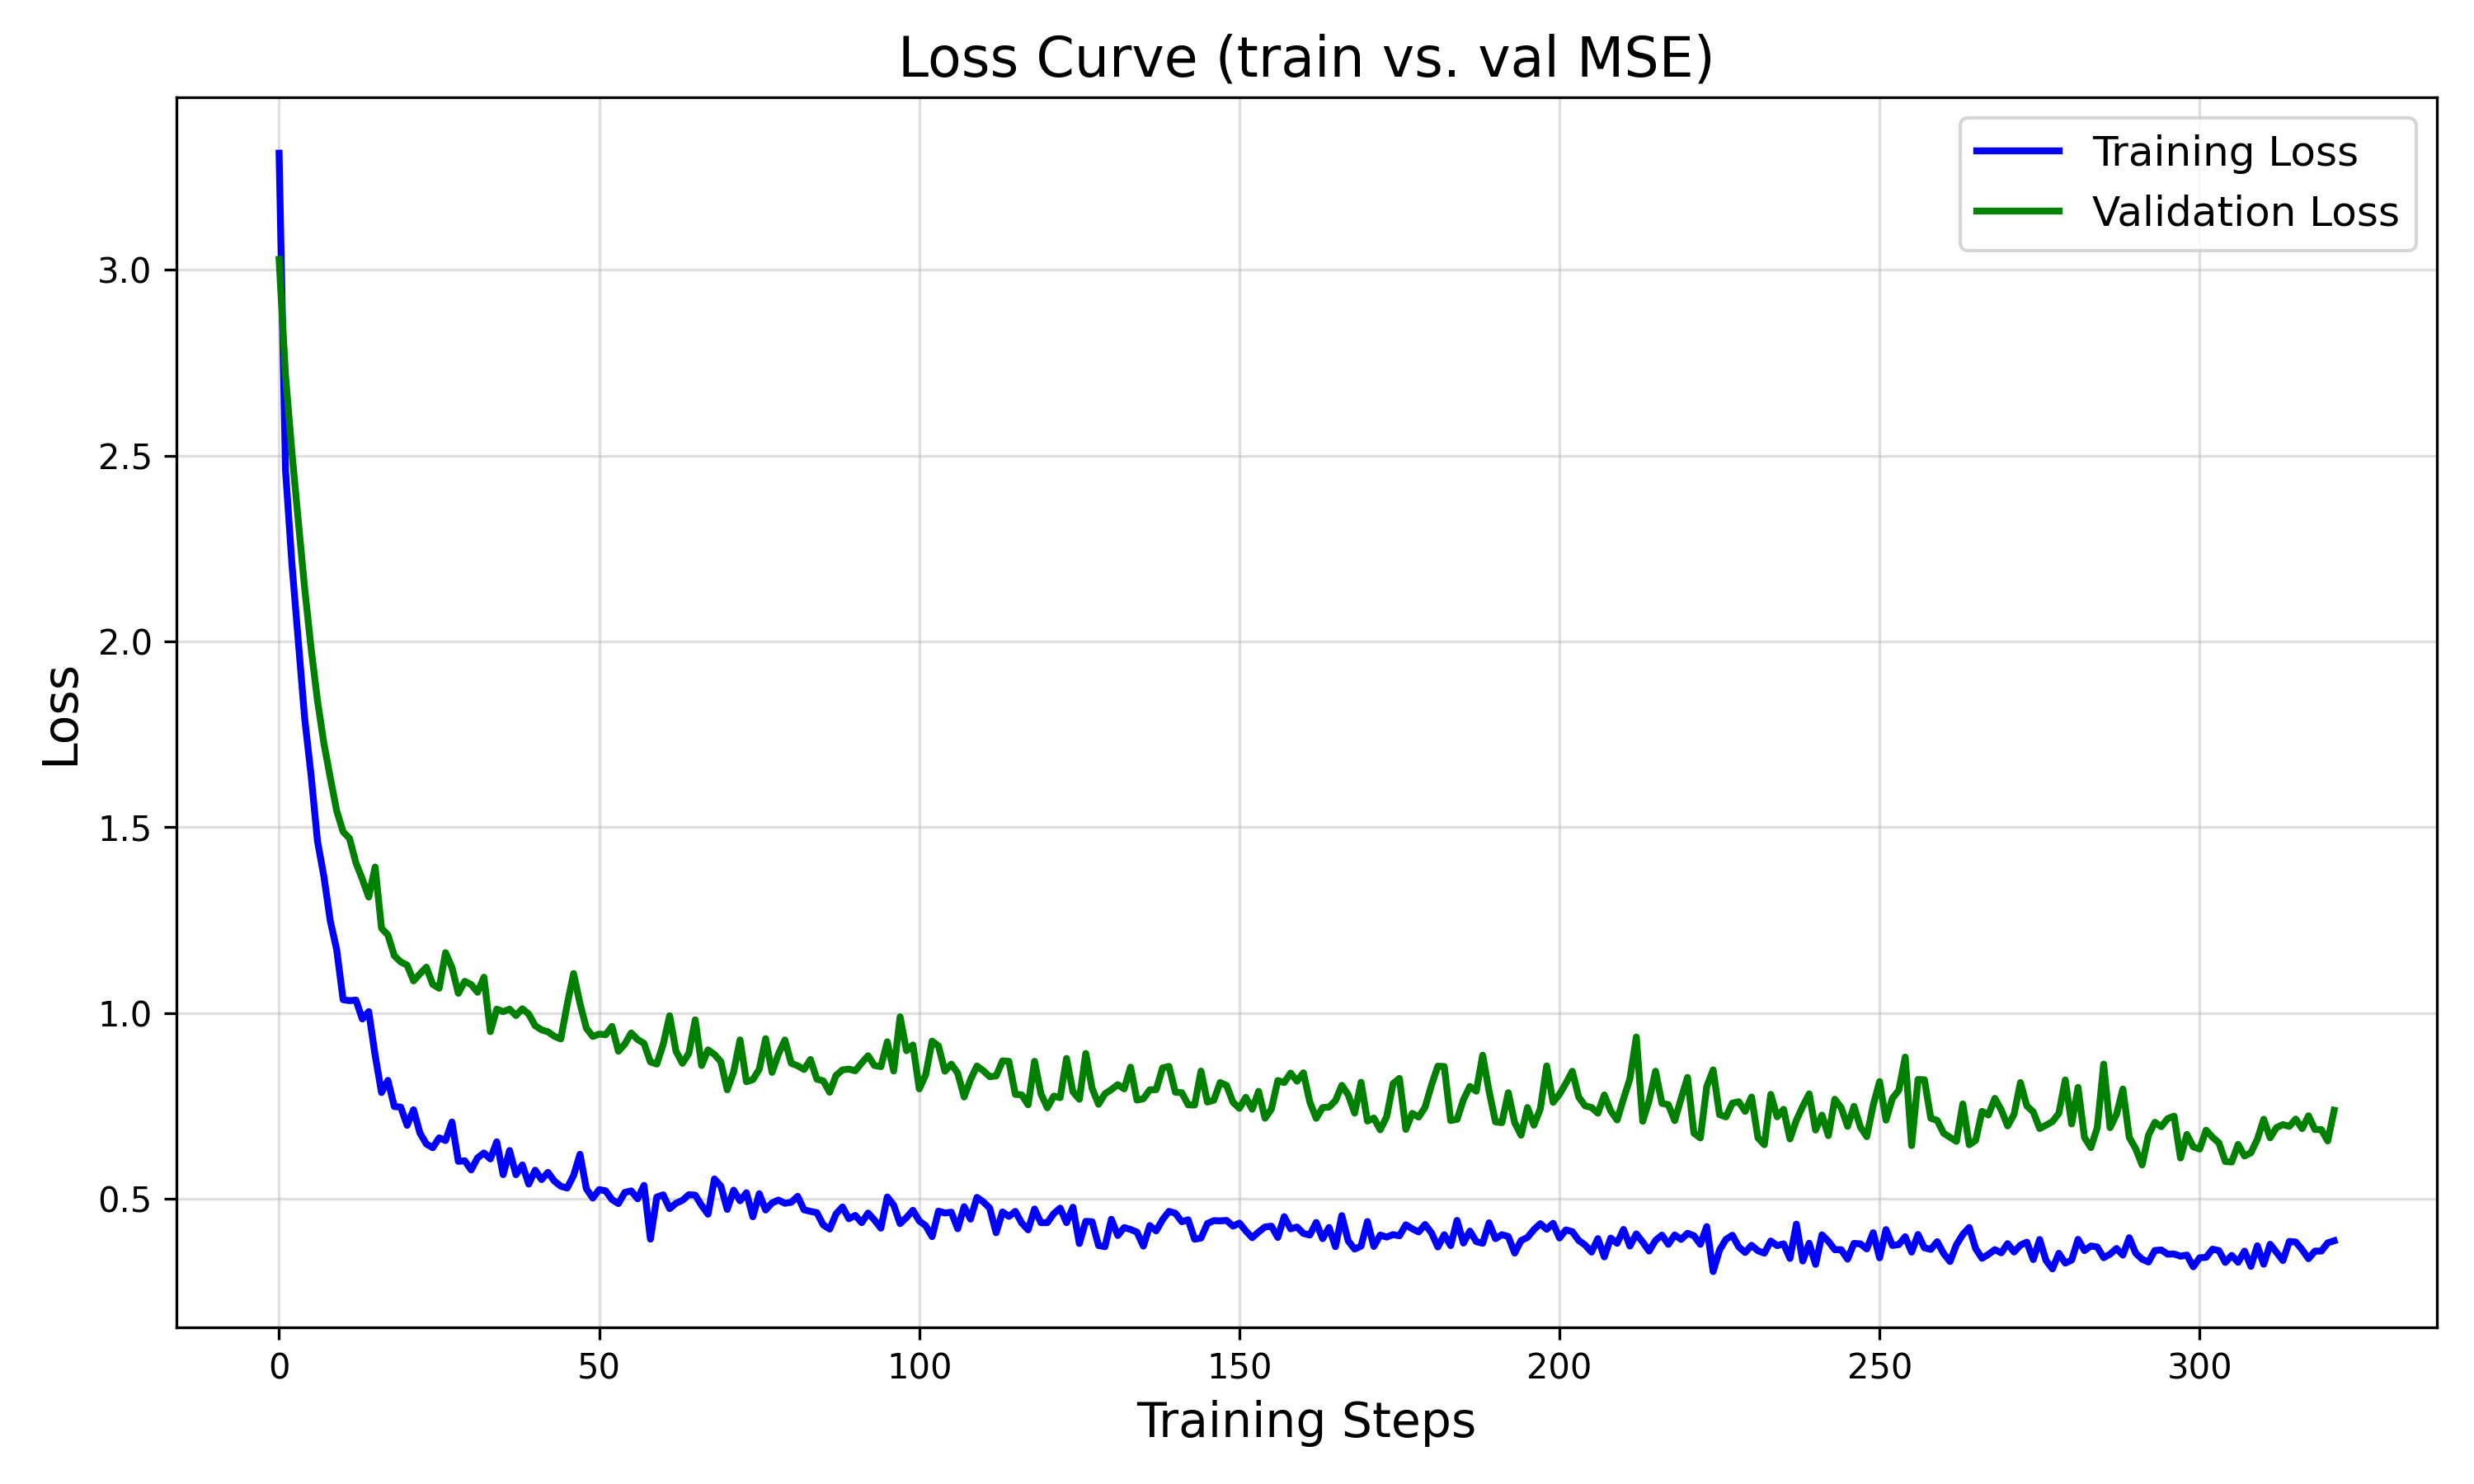 Loss Curve (train vs. val MSE)
Training Loss
Validation Loss
3.0
2.5
2.0
1.5
1.0
0.5
Loss
0 50 100 150 200 250 300
Training Steps